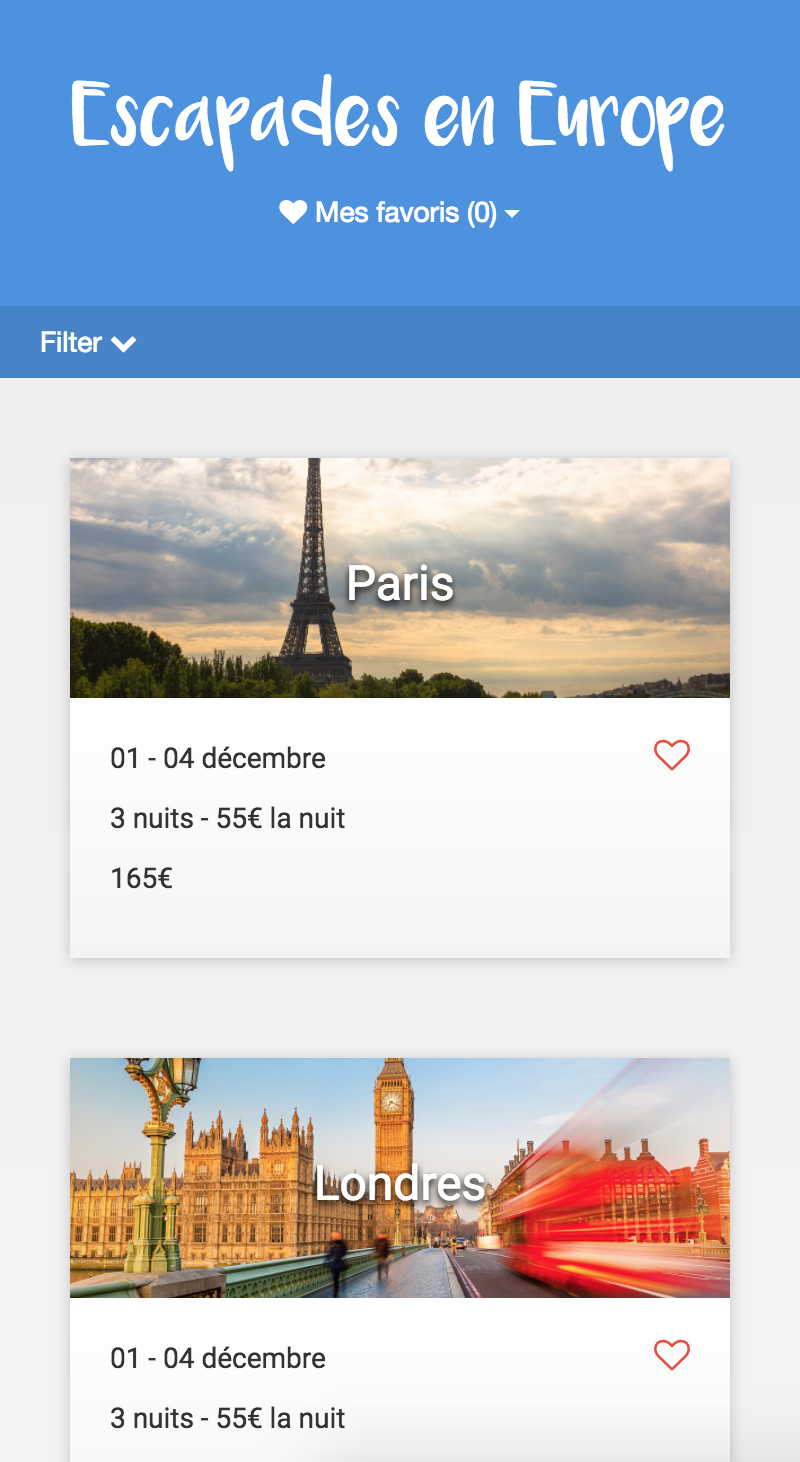 Escapades en Europe
Mes favoris (0)
Filter
Paris
01 - 04 décembre
3 nuits - 55€ la nuit
165€
Londres
01 - 04 décembre
3 nuits - 55€ la nuit